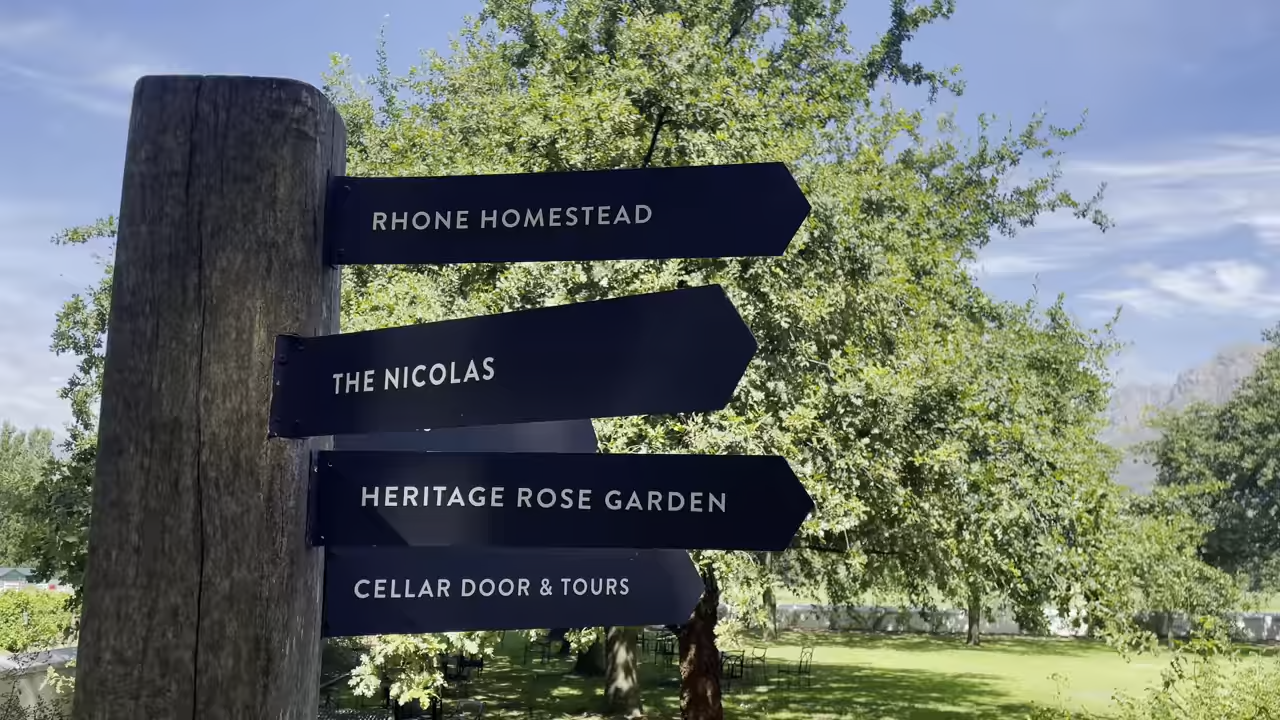 RHONE HOMESTEAD
THE NICOLAS
HERITAGE ROSE GARDEN
CELLAR DOOR & TOURS